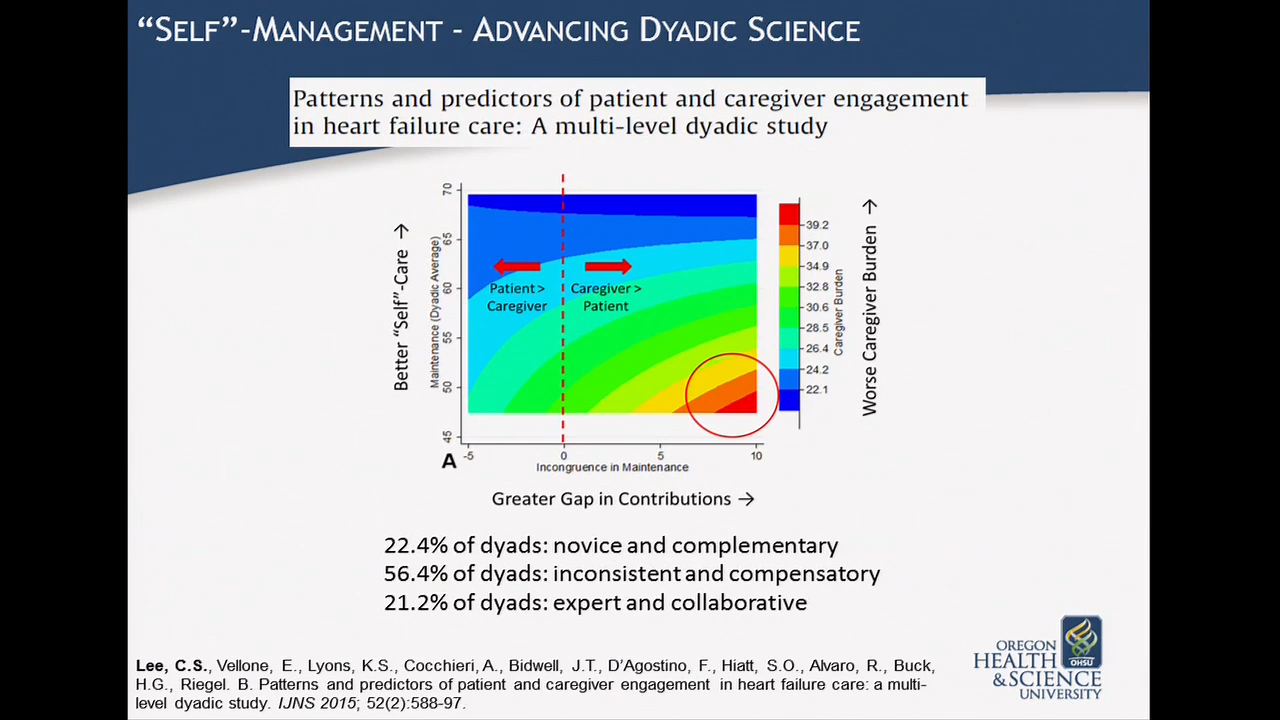 “SELF”-MANAGEMENT - ADVANCING DYADIC SCIENCE
Patterns and predictors of patient and caregiver engagement
in heart failure care: A multi-level dyadic study
Better “Self”-Care →
Maintenance (Dyadic Average)
70
65
60
55
50
45
Patient >
Caregiver
Caregiver >
Patient
A
-5
0
5
10
Incongruence in Maintenance
Greater Gap in Contributions →
39.2
37.0
34.9
32.8
30.6
28.5
26.4
24.2
22.1
Caregiver Burden
Worse Caregiver Burden →
22.4% of dyads: novice and complementary
56.4% of dyads: inconsistent and compensatory
21.2% of dyads: expert and collaborative
Lee, C.S., Vellone, E., Lyons, K.S., Cocchieri, A., Bidwell, J.T., D’Agostino, F., Hiatt, S.O., Alvaro, R., Buck,
H.G., Riegel. B. Patterns and predictors of patient and caregiver engagement in heart failure care: a multi-
level dyadic study. IJNS 2015; 52(2):588-97.
OREGON
HEALTH
& SCIENCE
UNIVERSITY
OHSU